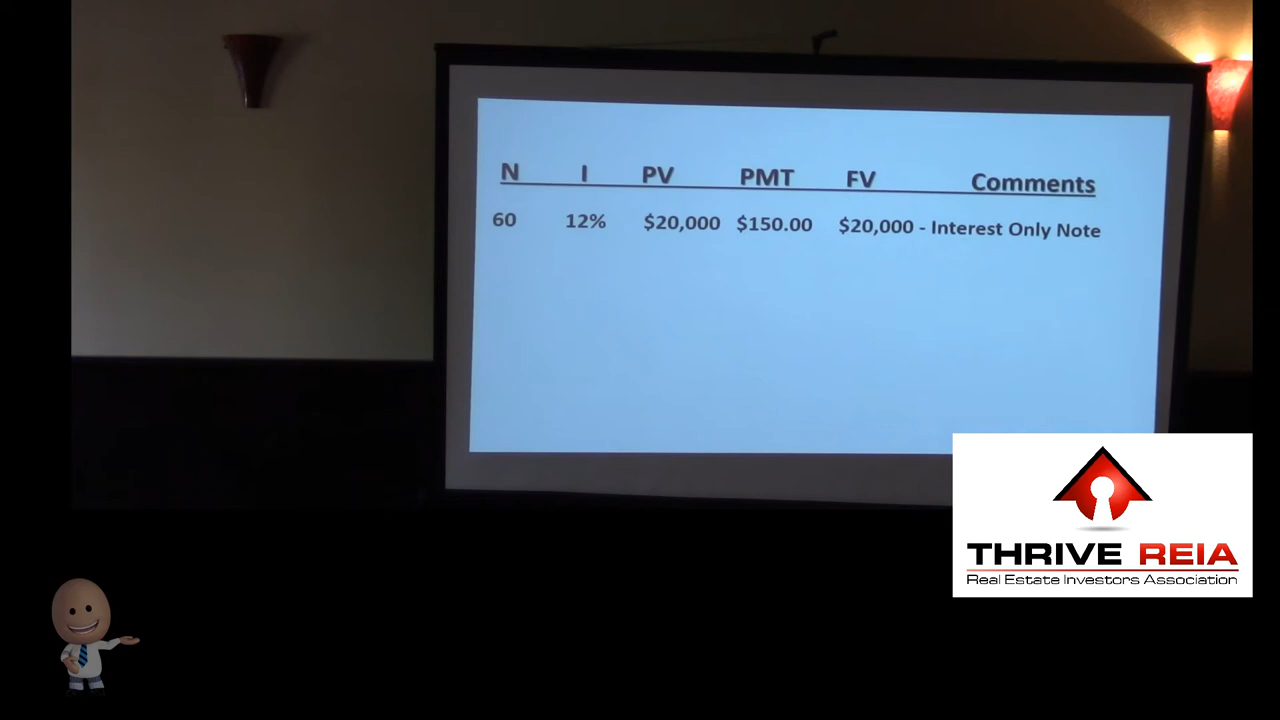 N I PV PMT FV Comments
60 12% $20,000 $150.00 $20,000 - Interest Only Note
THRIVE REIA
Real Estate Investors Association